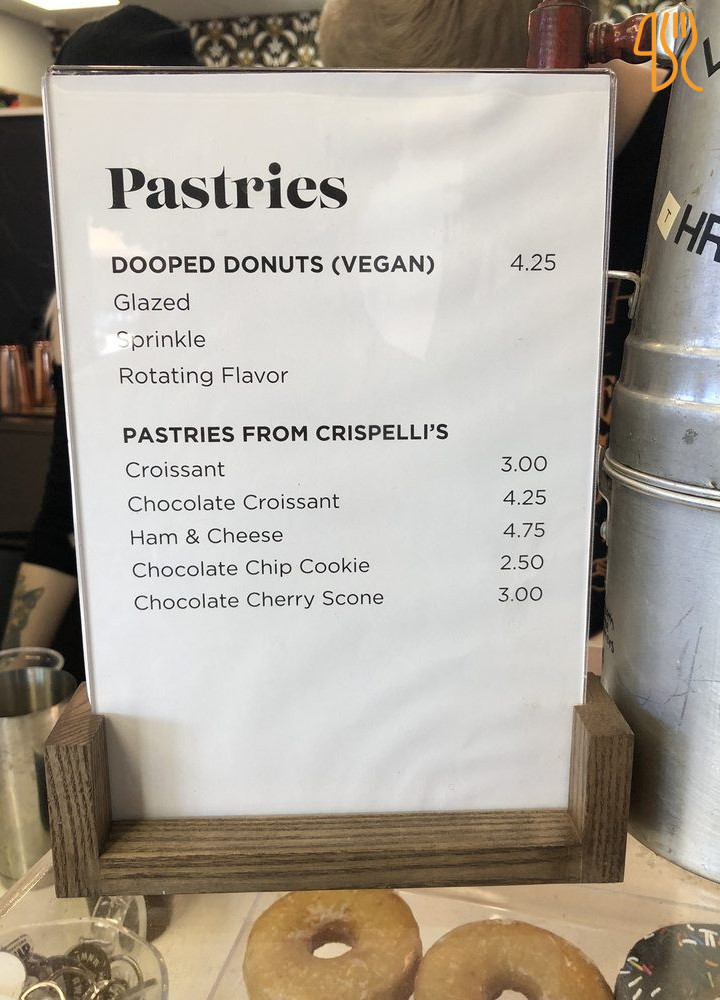 Pastries
DOOPED DONUTS (VEGAN) 4.25
Glazed
Sprinkle
Rotating Flavor
PASTRIES FROM CRISPELLI'S
Croissant 3.00
Chocolate Croissant 4.25
Ham & Cheese 4.75
Chocolate Chip Cookie 2.50
Chocolate Cherry Scone 3.00